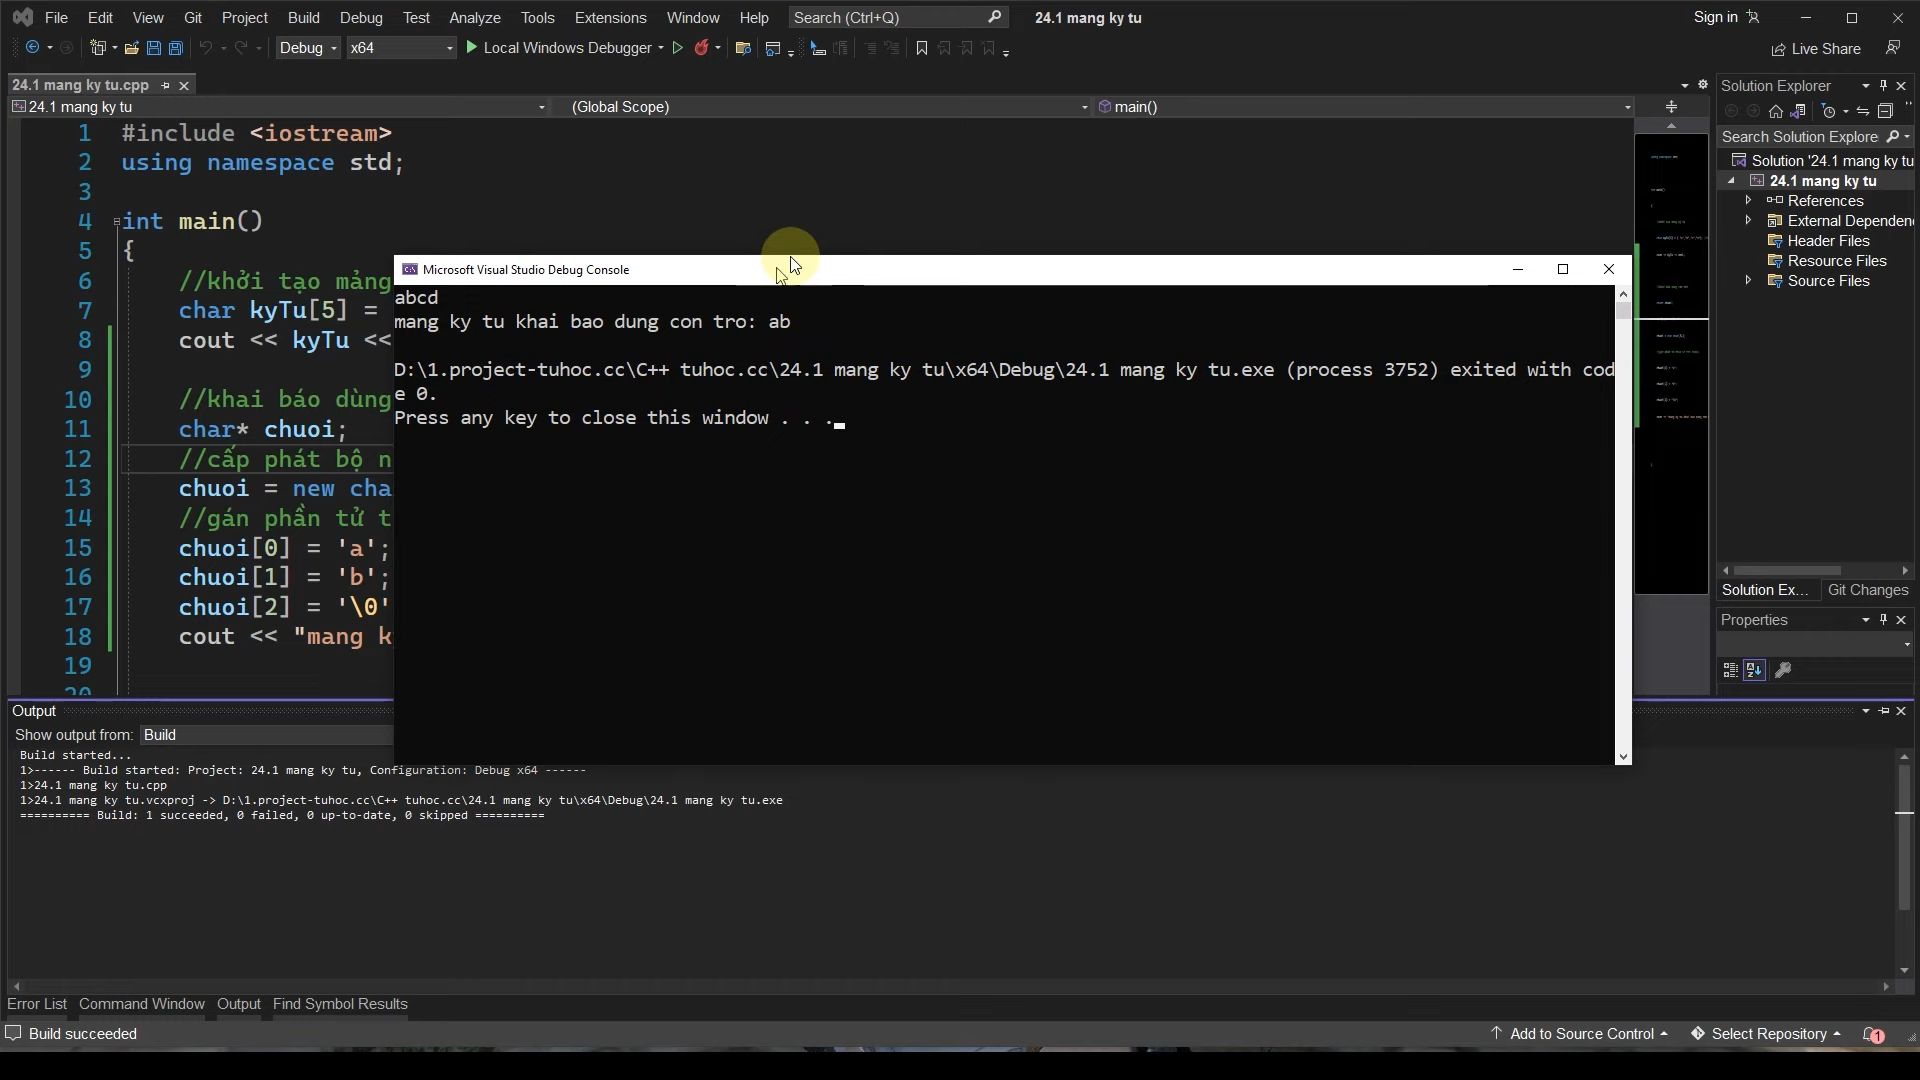 File Edit View Git Project Build Debug Test Analyze Tools Extensions Window Help Search (Ctrl+Q) 24.1 mang ky tu Sign in
Debug x64 Local Windows Debugger Live Share
24.1 mang ky tu.cpp
24.1 mang ky tu (Global Scope) main()
1 #include <iostream>
2 using namespace std;
3
4 int main()
5 {
6 //khởi tạo mảng
7 char kyTu[5] =
8 cout << kyTu <<
9
10 //khai báo dùng
11 char* chuoi;
12 //cấp phát bộ n
13 chuoi = new cha
14 //gán phần tử t
15 chuoi[0] = 'a';
16 chuoi[1] = 'b';
17 chuoi[2] = '\0'
18 cout << "mang k
19
20
Microsoft Visual Studio Debug Console
abcd
mang ky tu khai bao dung con tro: ab
D:\1.project-tuhoc.cc\C++ tuhoc.cc\24.1 mang ky tu\x64\Debug\24.1 mang ky tu.exe (process 3752) exited with cod
e 0.
Press any key to close this window . . .
Solution Explorer
Search Solution Explore
Solution '24.1 mang ky tu
24.1 mang ky tu
References
External Dependen
Header Files
Resource Files
Source Files
Solution Ex... Git Changes
Properties
Output
Show output from: Build
Build started...
1>------ Build started: Project: 24.1 mang ky tu, Configuration: Debug x64 ------
1>24.1 mang ky tu.cpp
1>24.1 mang ky tu.vcxproj -> D:\1.project-tuhoc.cc\C++ tuhoc.cc\24.1 mang ky tu\x64\Debug\24.1 mang ky tu.exe
========== Build: 1 succeeded, 0 failed, 0 up-to-date, 0 skipped ==========
Error List Command Window Output Find Symbol Results
Build succeeded Add to Source Control Select Repository 1